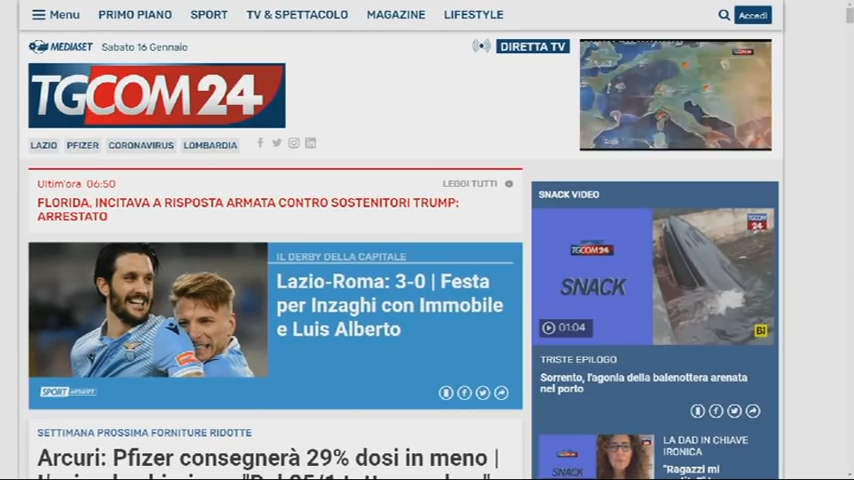 Menu PRIMO PIANO SPORT TV & SPETTACOLO MAGAZINE LIFESTYLE Accedi
MEDIASET Sabato 16 Gennaio
DIRETTA TV
TGCOM24
LAZIO PFIZER CORONAVIRUS LOMBARDIA
Ultim'ora 06:50 LEGGI TUTTI
FLORIDA, INCITAVA A RISPOSTA ARMATA CONTRO SOSTENITORI TRUMP:
ARRESTATO
IL DERBY DELLA CAPITALE
Lazio-Roma: 3-0 | Festa
per Inzaghi con Immobile
e Luis Alberto
SPORT MEDIASET
SETTIMANA PROSSIMA FORNITURE RIDOTTE
Arcuri: Pfizer consegnerà 29% dosi in meno |
SNACK VIDEO
TGCOM24
SNACK
01:04
TGCOM 24
TRISTE EPILOGO
Sorrento, l'agonia della balenottera arenata
nel porto
TGCOM24
SNACK
LA DAD IN CHIAVE
IRONICA
"Ragazzi mi